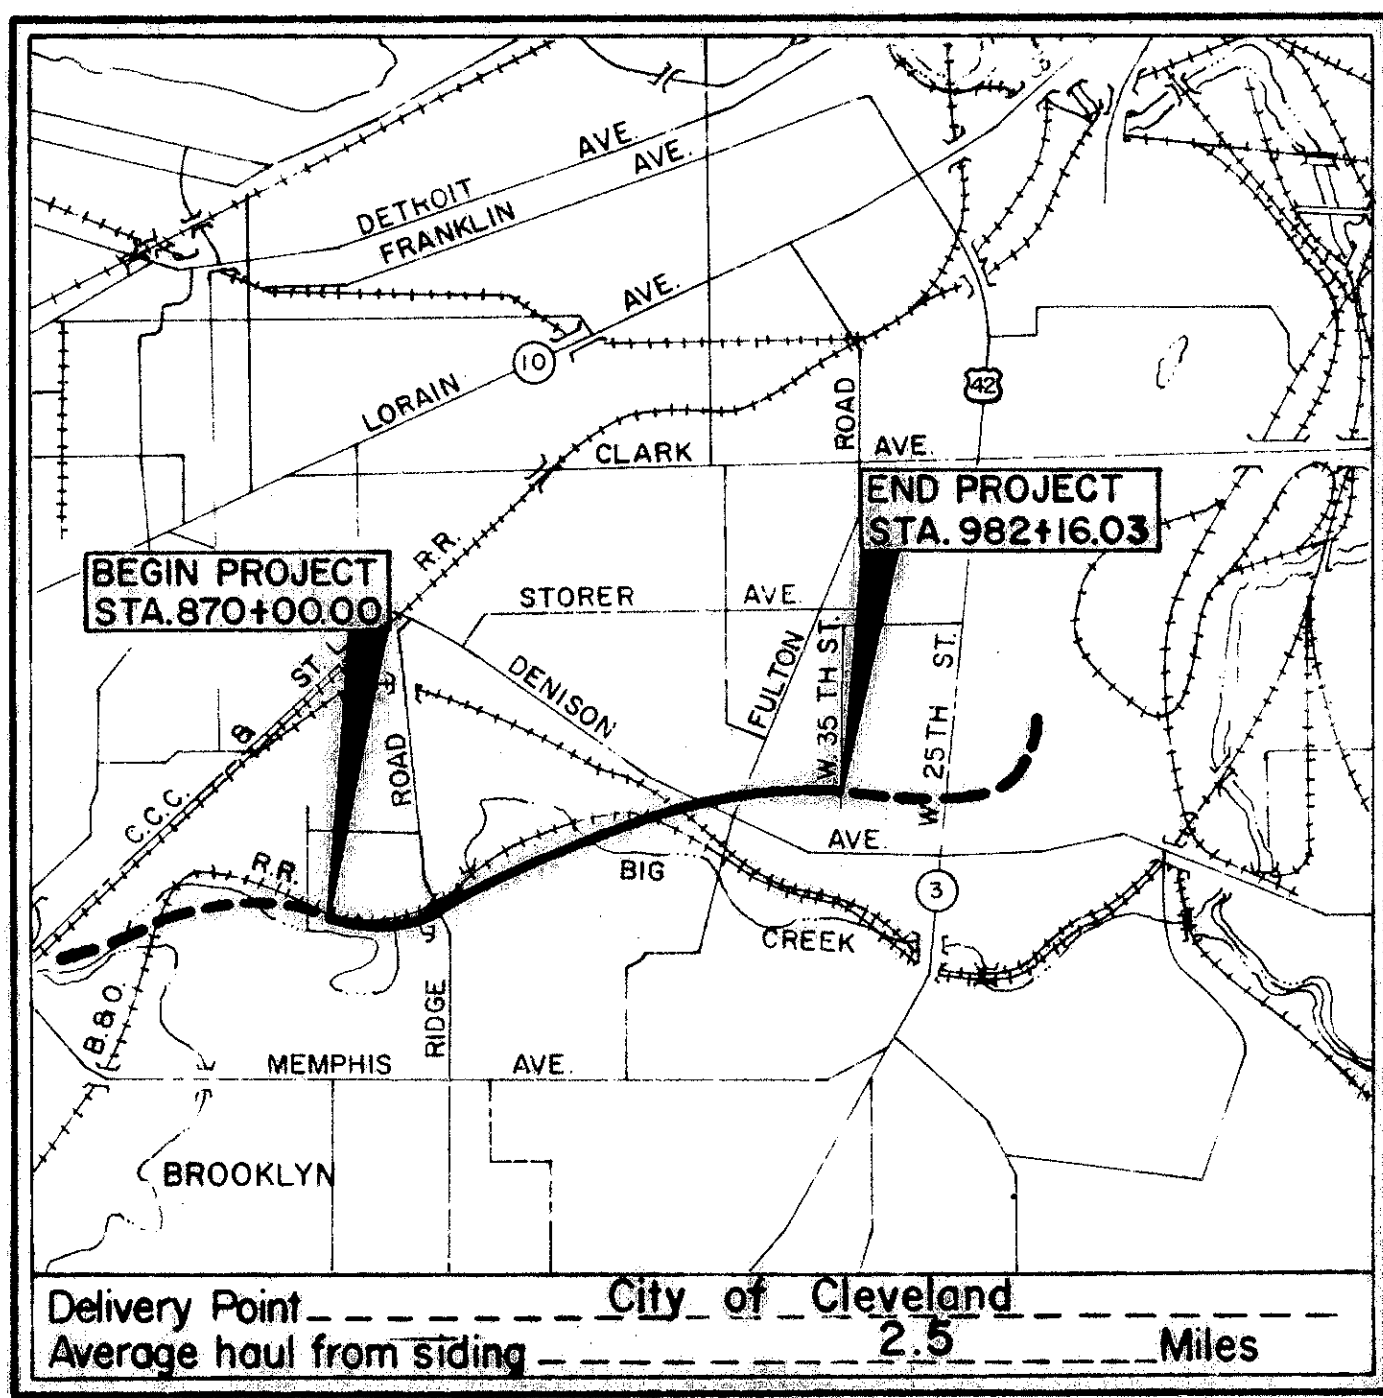 AVE.
AVE.
DETROIT
FRANKLIN
AVE.
10
LORAIN
42
ROAD
CLARK
AVE.
END PROJECT
STA. 982+16.03
R.R.
BEGIN PROJECT
STA. 870+00.00
STORER
AVE.
ST. L.
DENISON
FULTON
W 35 TH ST.
W 25TH ST.
C.C.C. &
ROAD
AVE.
R.R.
BIG
3
CREEK
B. & O.
RIDGE
MEMPHIS
AVE.
BROOKLYN
Delivery Point City of Cleveland
Average haul from siding 2.5 Miles